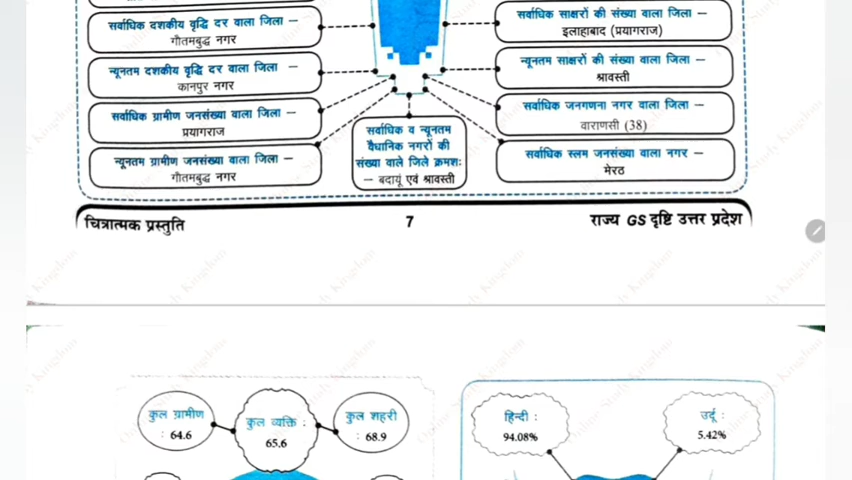 सर्वाधिक दशकीय वृद्धि दर वाला जिला –
गौतमबुद्ध नगर
न्यूनतम दशकीय वृद्धि दर वाला जिला –
कानपुर नगर
सर्वाधिक ग्रामीण जनसंख्या वाला जिला –
प्रयागराज
न्यूनतम ग्रामीण जनसंख्या वाला जिला –
गौतमबुद्ध नगर
सर्वाधिक व न्यूनतम
वैधानिक नगरों की
संख्या वाले जिले क्रमशः
– बदायूं एवं श्रावस्ती
सर्वाधिक साक्षरों की संख्या वाला जिला –
इलाहाबाद (प्रयागराज)
न्यूनतम साक्षरों की संख्या वाला जिला –
श्रावस्ती
सर्वाधिक जनगणना नगर वाला जिला –
वाराणसी (38)
सर्वाधिक स्लम जनसंख्या वाला नगर –
मेरठ
चित्रात्मक प्रस्तुति 7 राज्य GS दृष्टि उत्तर प्रदेश
कुल ग्रामीण
: 64.6
कुल व्यक्ति :
65.6
कुल शहरी
: 68.9
हिन्दी :
94.08%
उर्दू :
5.42%